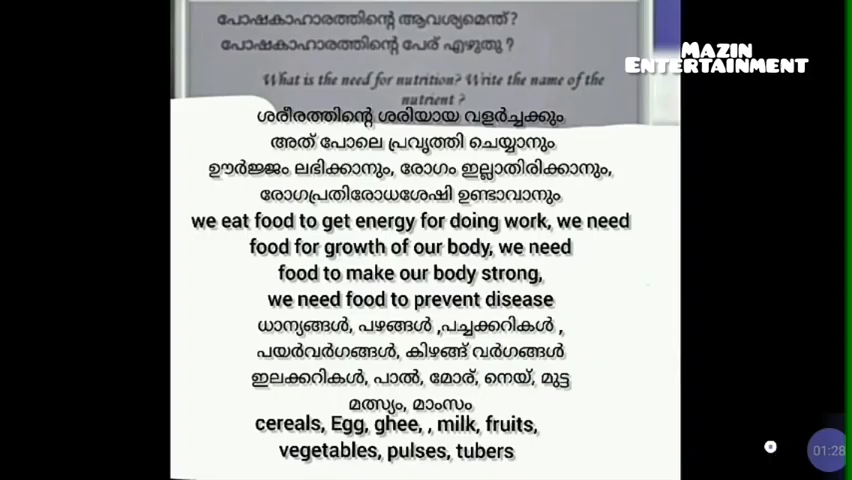 പോഷകാഹാരത്തിന്റെ ആവശ്യമെന്ത്?
പോഷകാഹാരത്തിന്റെ പേര് എഴുതു ?
Mazin
Entertainment
What is the need for nutrition? Write the name of the
nutrient ?
ശരീരത്തിന്റെ ശരിയായ വളർച്ചക്കും
അത് പോലെ പ്രവൃത്തി ചെയ്യാനും
ഊർജ്ജം ലഭിക്കാനും, രോഗം ഇല്ലാതിരിക്കാനും,
രോഗപ്രതിരോധശേഷി ഉണ്ടാവാനും
we eat food to get energy for doing work, we need
food for growth of our body, we need
food to make our body strong,
we need food to prevent disease
ധാന്യങ്ങൾ, പഴങ്ങൾ ,പച്ചക്കറികൾ ,
പയർവർഗങ്ങൾ, കിഴങ്ങ് വർഗങ്ങൾ
ഇലക്കറികൾ, പാൽ, മോര്, നെയ്, മുട്ട
മത്സ്യം, മാംസം
cereals, Egg, ghee, , milk, fruits,
vegetables, pulses, tubers
01:28